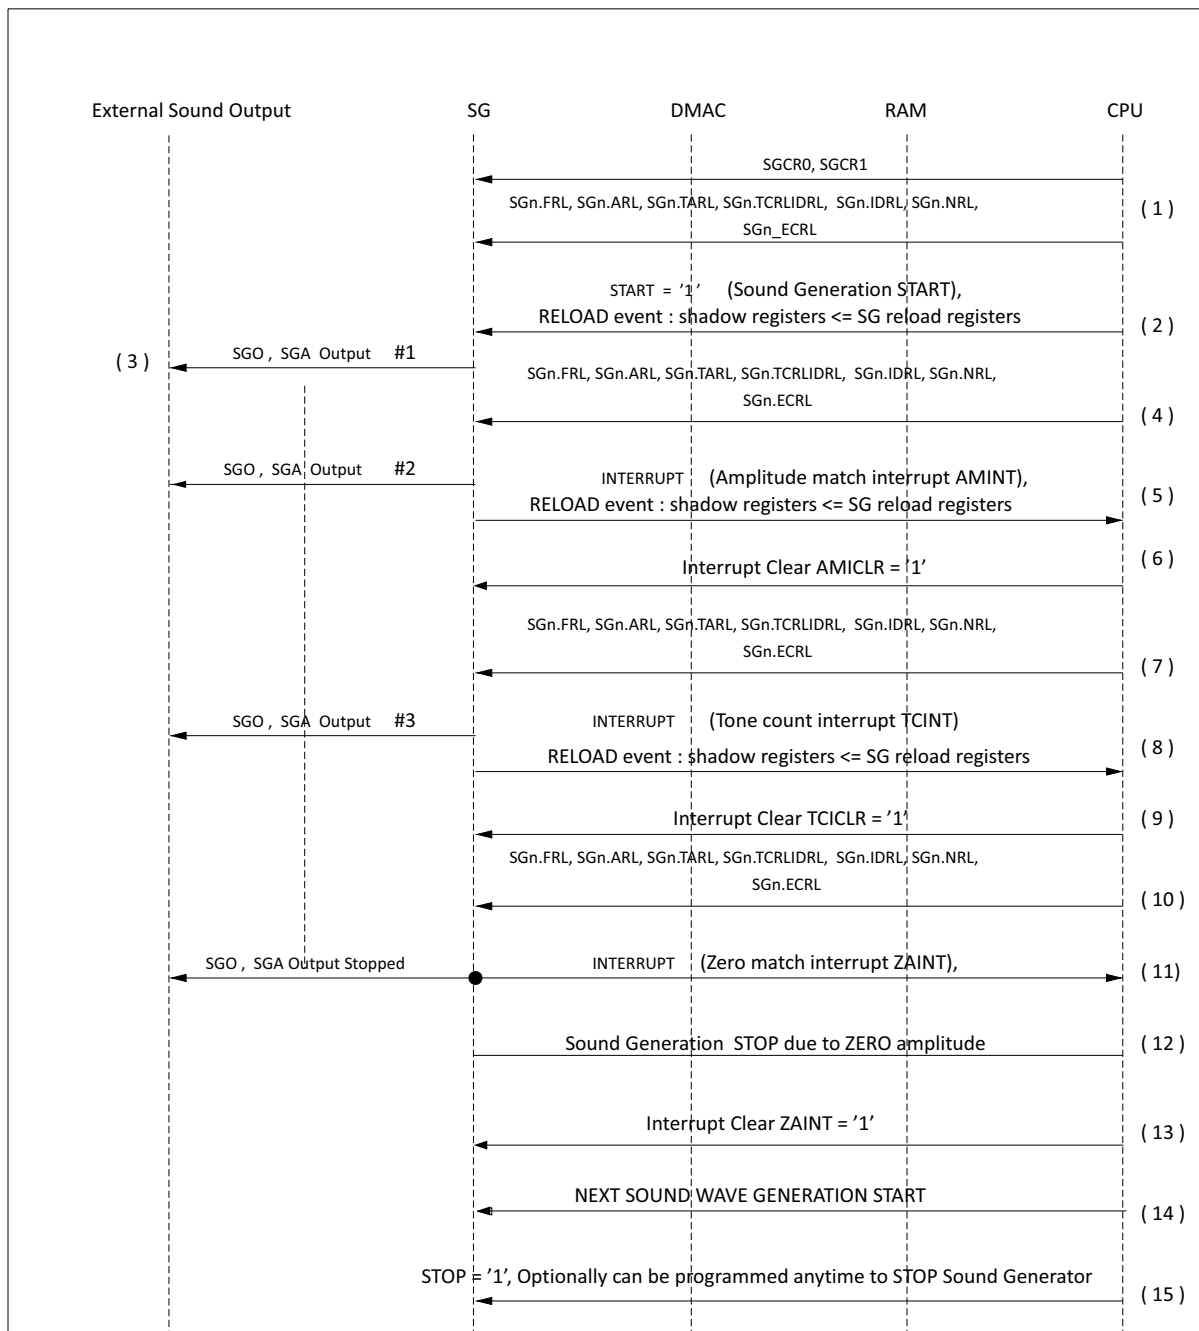 External Sound Output SG DMAC RAM CPU
SGCR0, SGCR1
SGn.FRL, SGn.ARL, SGn.TARL, SGn.TCRLIDRL, SGn.IDRL, SGn.NRL,
( 1 )
SGn_ECRL
START = '1' (Sound Generation START),
RELOAD event : shadow registers <= SG reload registers
( 2 )
( 3 )
SGO , SGA Output #1
SGn.FRL, SGn.ARL, SGn.TARL, SGn.TCRLIDRL, SGn.IDRL, SGn.NRL,
SGn.ECRL
( 4 )
SGO , SGA Output #2
INTERRUPT (Amplitude match interrupt AMINT),
RELOAD event : shadow registers <= SG reload registers
( 5 )
( 6 )
Interrupt Clear AMICLR = '1'
SGn.FRL, SGn.ARL, SGn.TARL, SGn.TCRLIDRL, SGn.IDRL, SGn.NRL,
SGn.ECRL
( 7 )
SGO , SGA Output #3
INTERRUPT (Tone count interrupt TCINT)
RELOAD event : shadow registers <= SG reload registers
( 8 )
Interrupt Clear TCICLR = '1'
( 9 )
SGn.FRL, SGn.ARL, SGn.TARL, SGn.TCRLIDRL, SGn.IDRL, SGn.NRL,
SGn.ECRL
( 10 )
SGO , SGA Output Stopped
INTERRUPT (Zero match interrupt ZAINT),
( 11)
Sound Generation STOP due to ZERO amplitude
( 12 )
Interrupt Clear ZAINT = '1'
( 13 )
NEXT SOUND WAVE GENERATION START
( 14 )
STOP = '1', Optionally can be programmed anytime to STOP Sound Generator
( 15 )